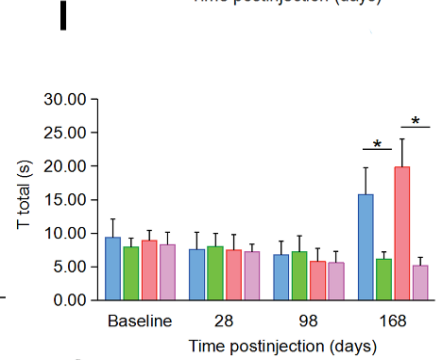 Time postinjection (days)
I
30.00
25.00
20.00
15.00
10.00
5.00
0.00
T total (s)
*
*
Baseline 28 98 168
Time postinjection (days)